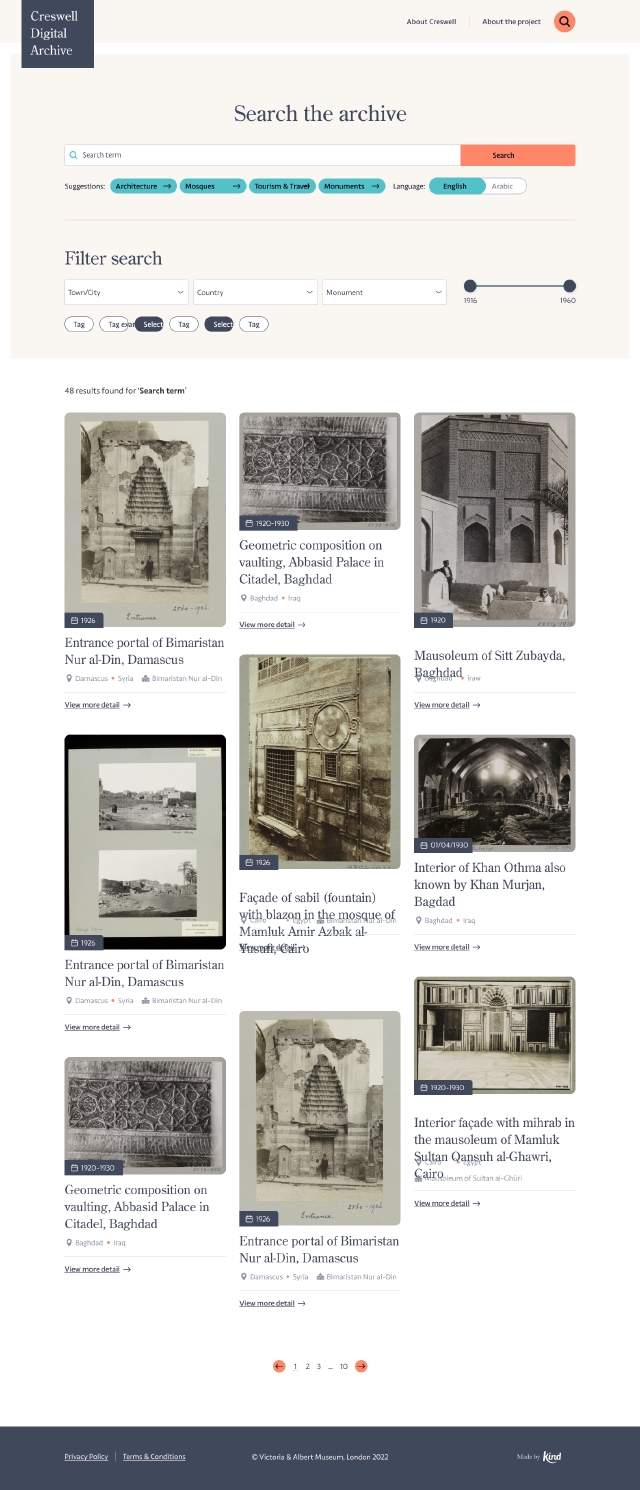 Creswell
Digital
Archive
About Creswell
About the project
Search the archive
Search term
Search
Suggestions:
Architecture
Mosques
Tourism & Travel
Monuments
Language:
English
Arabic
Filter search
Town/City
Country
Monument
1916
1960
Tag
Tag exam
Select
Tag
Select
Tag
48 results found for 'Search term'
Entrance.
1926
Entrance portal of Bimaristan
Nur al-Din, Damascus
Damascus • Syria
Bimaristan Nur al-Din
View more detail
1926
Entrance portal of Bimaristan
Nur al-Din, Damascus
Damascus • Syria
Bimaristan Nur al-Din
View more detail
1920-1930
Geometric composition on
vaulting, Abbasid Palace in
Citadel, Baghdad
Baghdad • Iraq
View more detail
1920-1930
Geometric composition on
vaulting, Abbasid Palace in
Citadel, Baghdad
Baghdad • Iraq
View more detail
1926
Façade of sabil (fountain)
with blazon in the mosque of
Mamluk Amir Azbak al-
Yusufi, Cairo
Cairo • Egypt
Bimaristan Nur al-Din
View more detail
Entrance.
1926
Entrance portal of Bimaristan
Nur al-Din, Damascus
Damascus • Syria
Bimaristan Nur al-Din
View more detail
1920
Mausoleum of Sitt Zubayda,
Baghdad
Baghdad • iraw
View more detail
01/04/1930
Interior of Khan Othma also
known by Khan Murjan,
Bagdad
Baghdad • Iraq
View more detail
1920-1930
Interior façade with mihrab in
the mausoleum of Mamluk
Sultan Qansuh al-Ghawri,
Cairo
Cairo • Egypt
Mausoleum of Sultan al-Ghūri
View more detail
1 2 3 ... 10
Privacy Policy
Terms & Conditions
© Victoria & Albert Museum, London 2022
Made by Kind